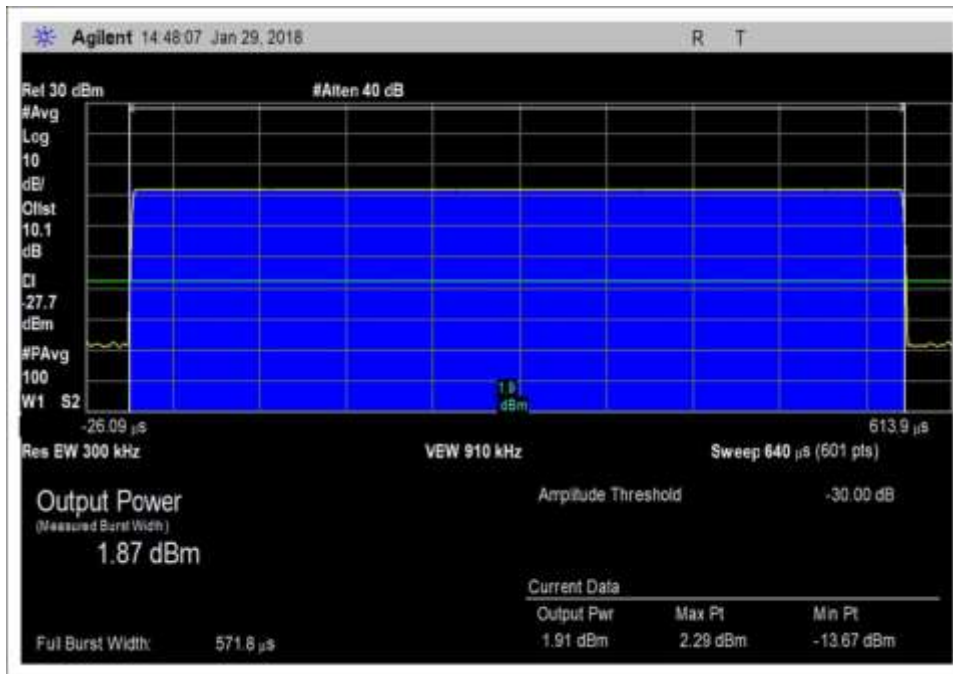 Agilent 14:48:07 Jan 29, 2018 R T
Ref 30 dBm #Atten 40 dB
#Avg
Log
10
dB/
Offst
10.1
dB
DI
-27.7
dBm
#PAvg
100
W1 S2
1.9
dBm
-26.09 µs 613.9 µs
Res BW 300 kHz VBW 910 kHz Sweep 640 µs (601 pts)
Output Power
(Measured Burst Width)
1.87 dBm
Amplitude Threshold -30.00 dB
Current Data
Output Pwr Max Pt Min Pt
1.91 dBm 2.29 dBm -13.67 dBm
Full Burst Width: 571.8 µs